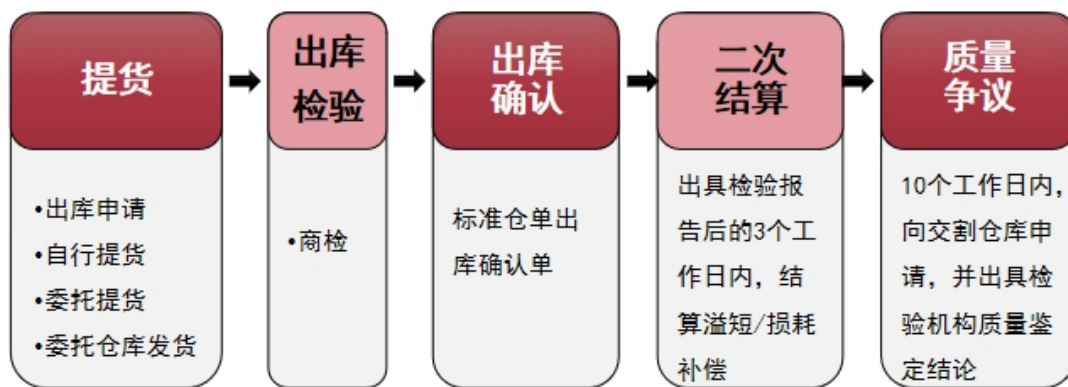 提货
•出库申请
•自行提货
•委托提货
•委托仓库发货
出库
检验
•商检
出库
确认
标准仓单出
库确认单
二次
结算
出具检验报
告后的3个工
作日内，结
算溢短/损耗
补偿
质量
争议
10个工作日内，
向交割仓库申
请，并出具检
验机构质量鉴
定结论